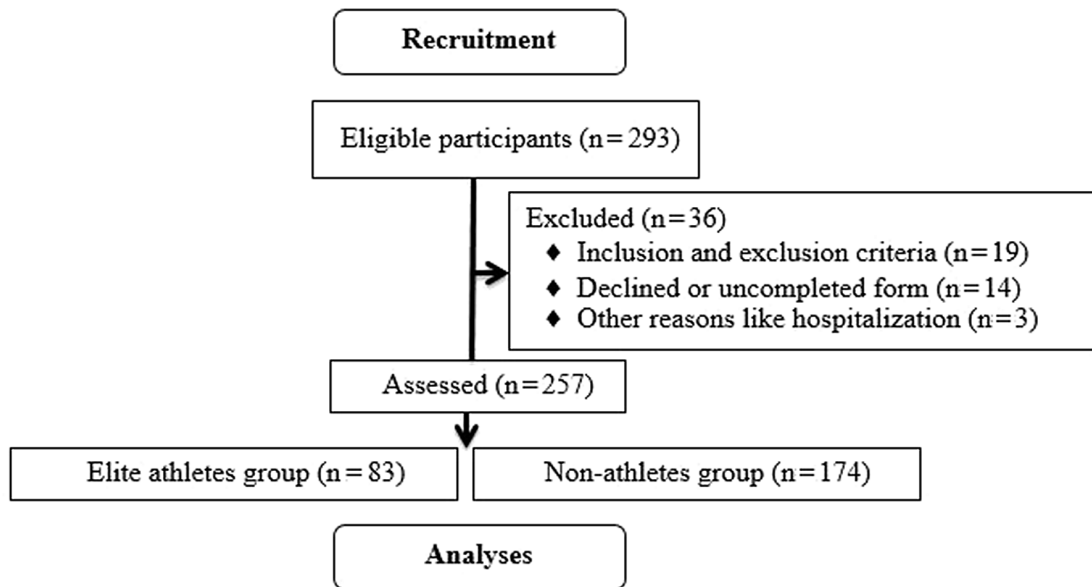 Recruitment
Eligible participants (n=293)
Excluded (n=36)
♦ Inclusion and exclusion criteria (n=19)
♦ Declined or uncompleted form (n=14)
♦ Other reasons like hospitalization (n=3)
Assessed (n=257)
Elite athletes group (n=83)
Non-athletes group (n=174)
Analyses